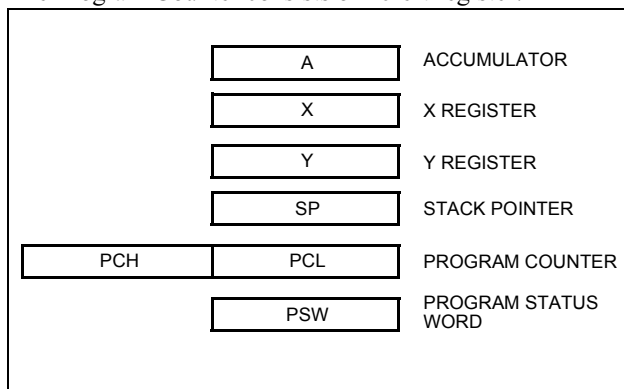 A ACCUMULATOR
X X REGISTER
Y Y REGISTER
SP STACK POINTER
PCH PCL PROGRAM COUNTER
PSW PROGRAM STATUS
WORD